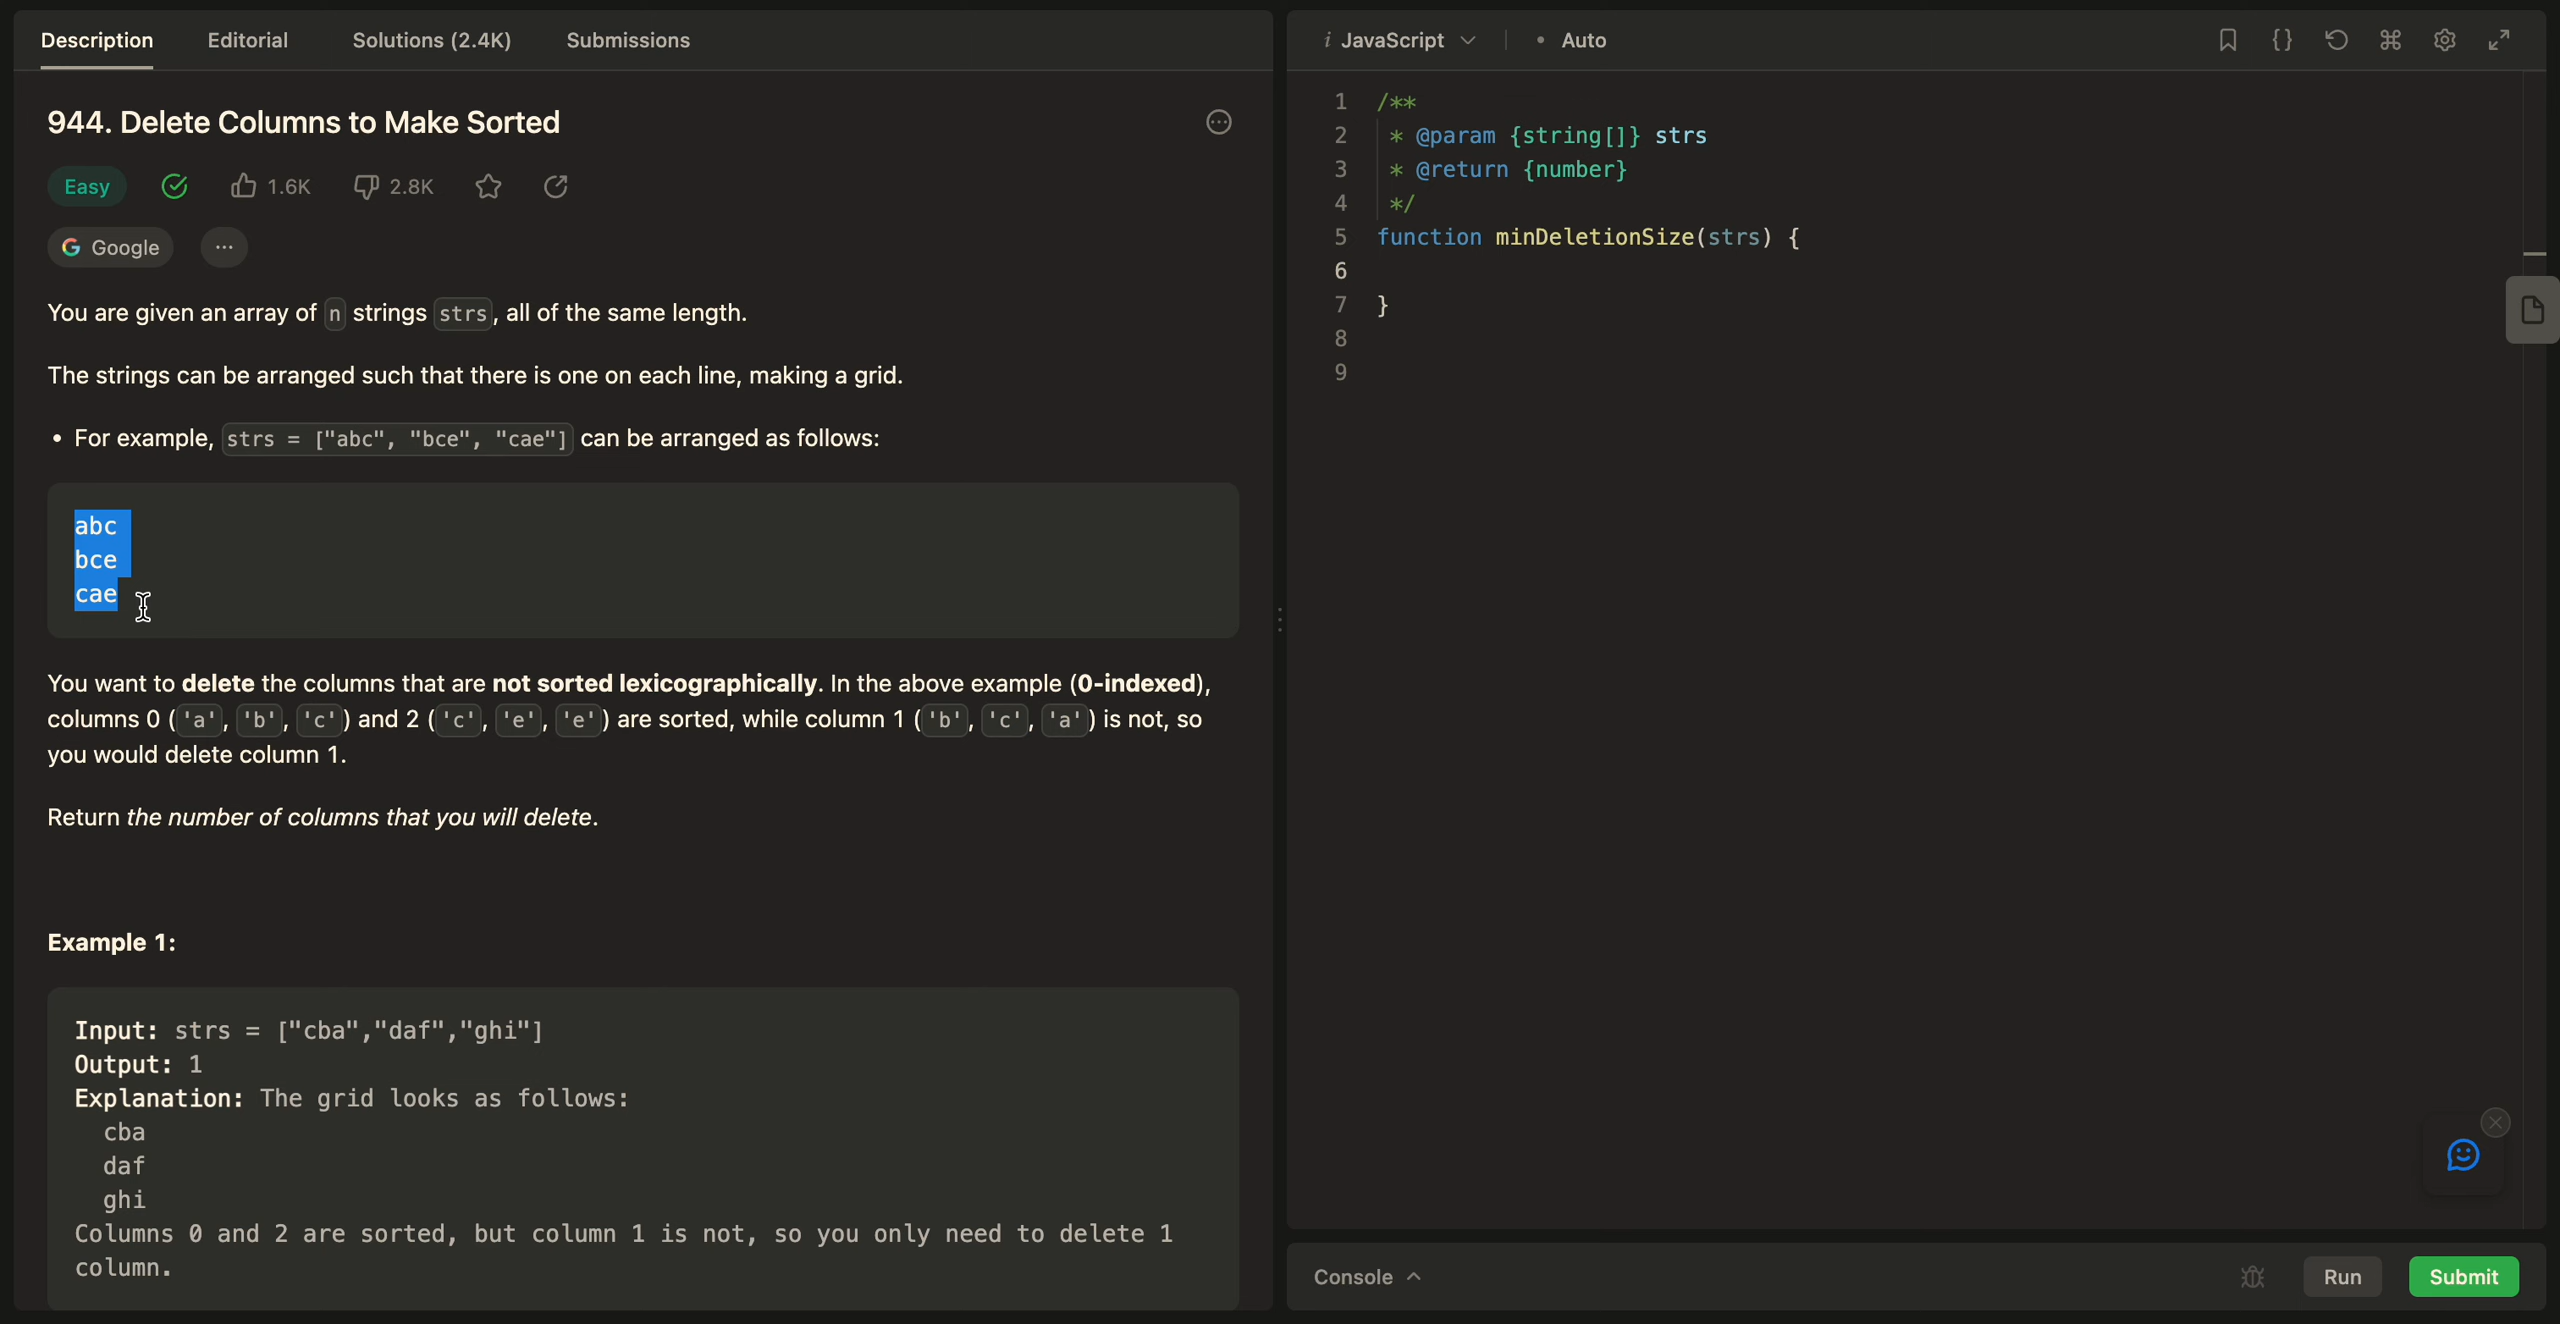 Description Editorial Solutions (2.4K) Submissions
944. Delete Columns to Make Sorted
Easy 1.6K 2.8K
Google ...
You are given an array of n strings strs, all of the same length.
The strings can be arranged such that there is one on each line, making a grid.
• For example, strs = ["abc", "bce", "cae"] can be arranged as follows:
abc
bce
cae
You want to delete the columns that are not sorted lexicographically. In the above example (0-indexed),
columns 0 ('a', 'b', 'c') and 2 ('c', 'e', 'e') are sorted, while column 1 ('b', 'c', 'a') is not, so
you would delete column 1.
Return the number of columns that you will delete.
Example 1:
Input: strs = ["cba","daf","ghi"]
Output: 1
Explanation: The grid looks as follows:
cba
daf
ghi
Columns 0 and 2 are sorted, but column 1 is not, so you only need to delete 1
column.
i JavaScript • Auto
1 /**
2 * @param {string[]} strs
3 * @return {number}
4 */
5 function minDeletionSize(strs) {
6
7 }
8
9
Console Run Submit